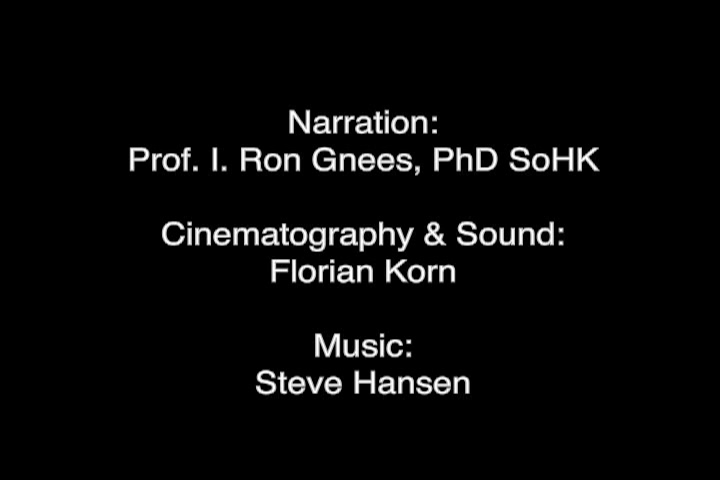 Narration:
Prof. I. Ron Gnees, PhD SoHK
Cinematography & Sound:
Florian Korn
Music:
Steve Hansen